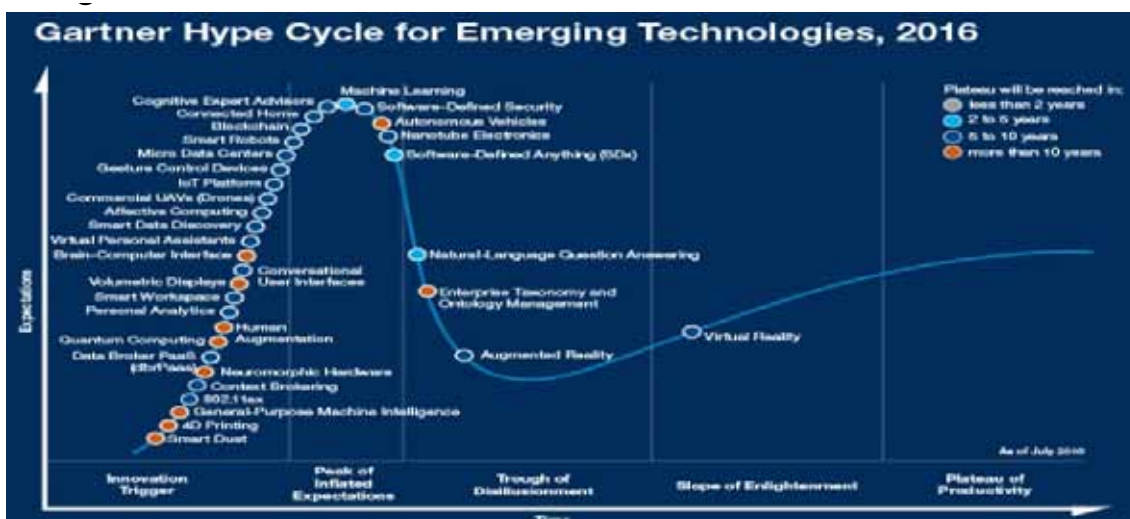 Gartner Hype Cycle for Emerging Technologies, 2016
Plateau will be reached in:
less than 2 years
2 to 5 years
5 to 10 years
more than 10 years
Machine Learning
Cognitive Expert Advisors
Software-Defined Security
Connected Home
Autonomous Vehicles
Blockchain
Nanotube Electronics
Smart Robots
Micro Data Centers
Software-Defined Anything (SDx)
Gesture Control Devices
IoT Platform
Commercial UAVs (Drones)
Affective Computing
Smart Data Discovery
Virtual Personal Assistants
Brain-Computer Interface
Natural-Language Question Answering
Conversational
User Interfaces
Volumetric Displays
Enterprise Taxonomy and
Ontology Management
Smart Workspace
Personal Analytics
Human
Augmentation
Quantum Computing
Virtual Reality
Data Broker PaaS
(dbrPaaS)
Augmented Reality
Neuromorphic Hardware
Context Brokering
802.11ax
General-Purpose Machine Intelligence
4D Printing
Smart Dust
As of July 2016
Expectations
Innovation
Trigger
Peak of
Inflated
Expectations
Trough of
Disillusionment
Slope of Enlightenment
Plateau of
Productivity
Time